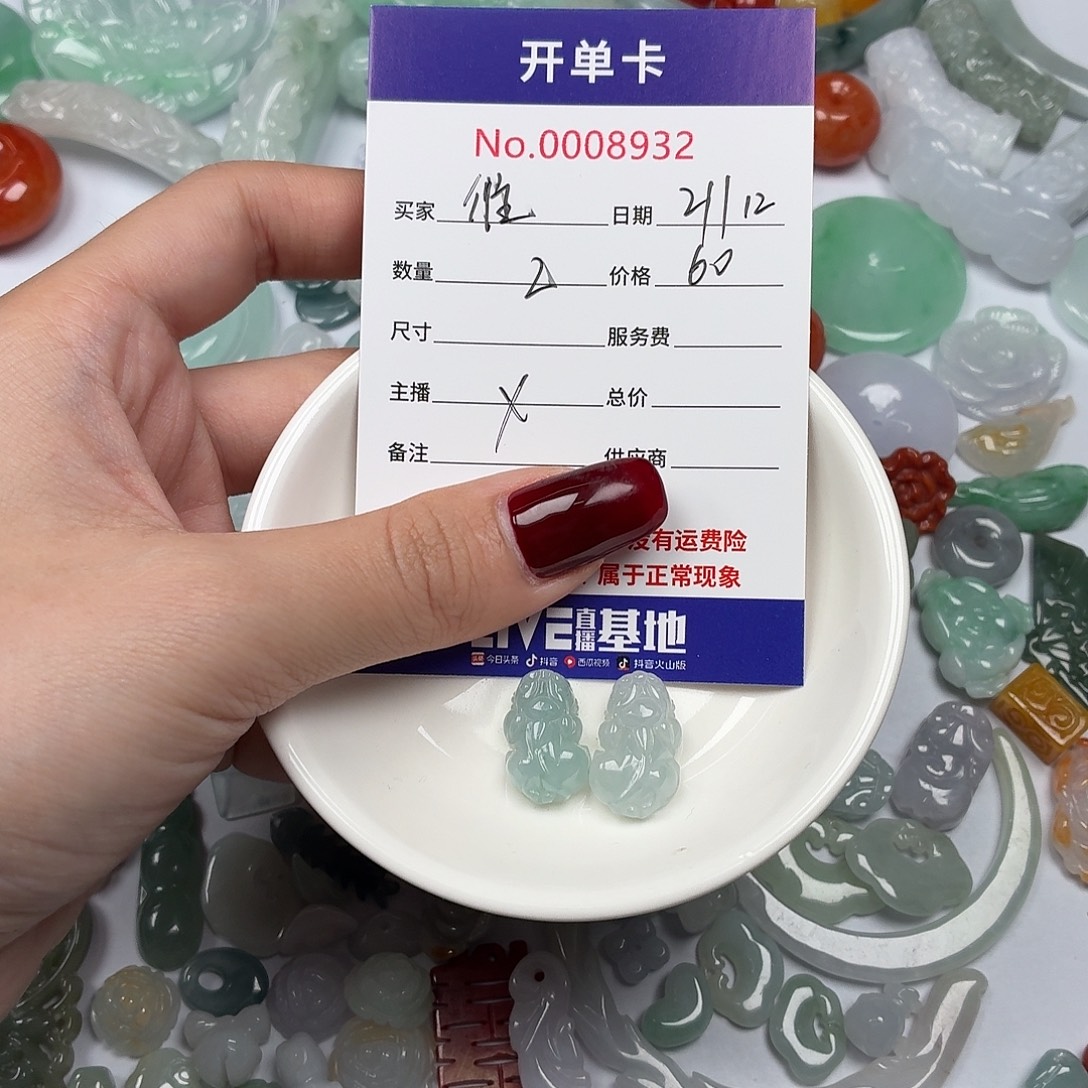 开单卡
No.0008932
买家 日期 21/12
数量 2 价格 60
尺寸 服务费
主播 X 总价
备注 供应商
没有运费险
属于正常现象
LIVE 直播 基地
今日头条 抖音 西瓜视频 抖音火山版